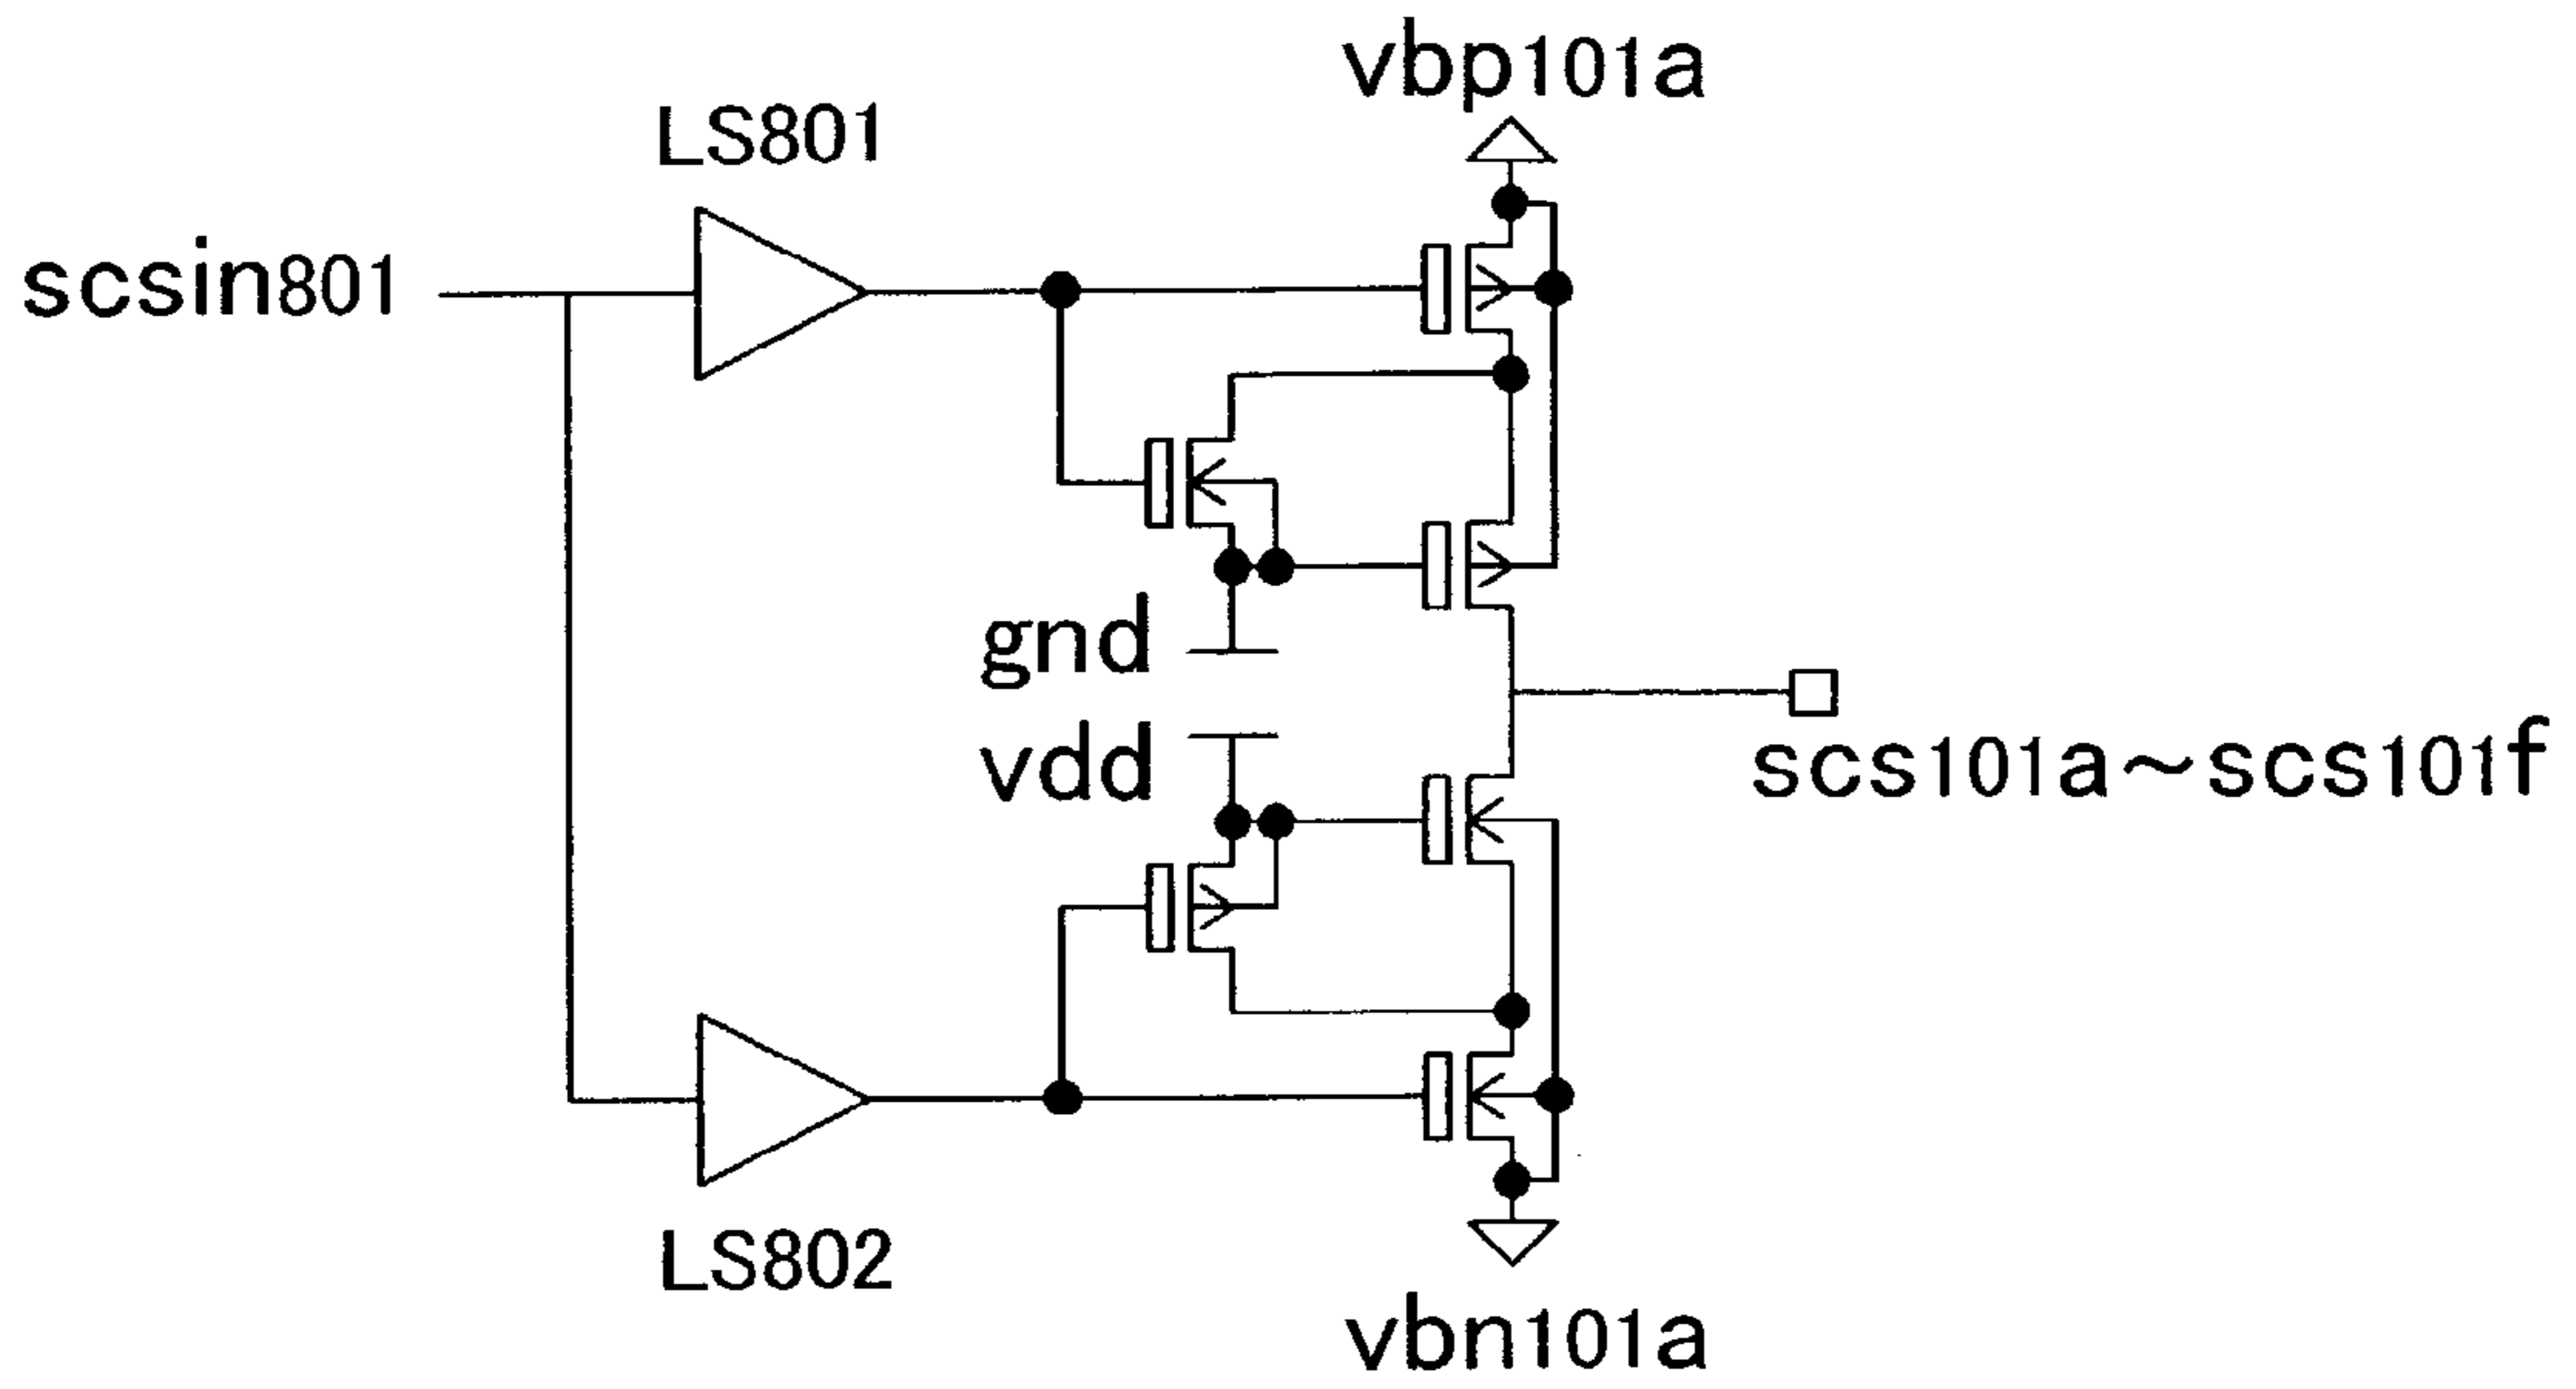 vbp101a
LS801
scsin801
gnd
vdd
scs101a~scs101f
LS802
vbn101a